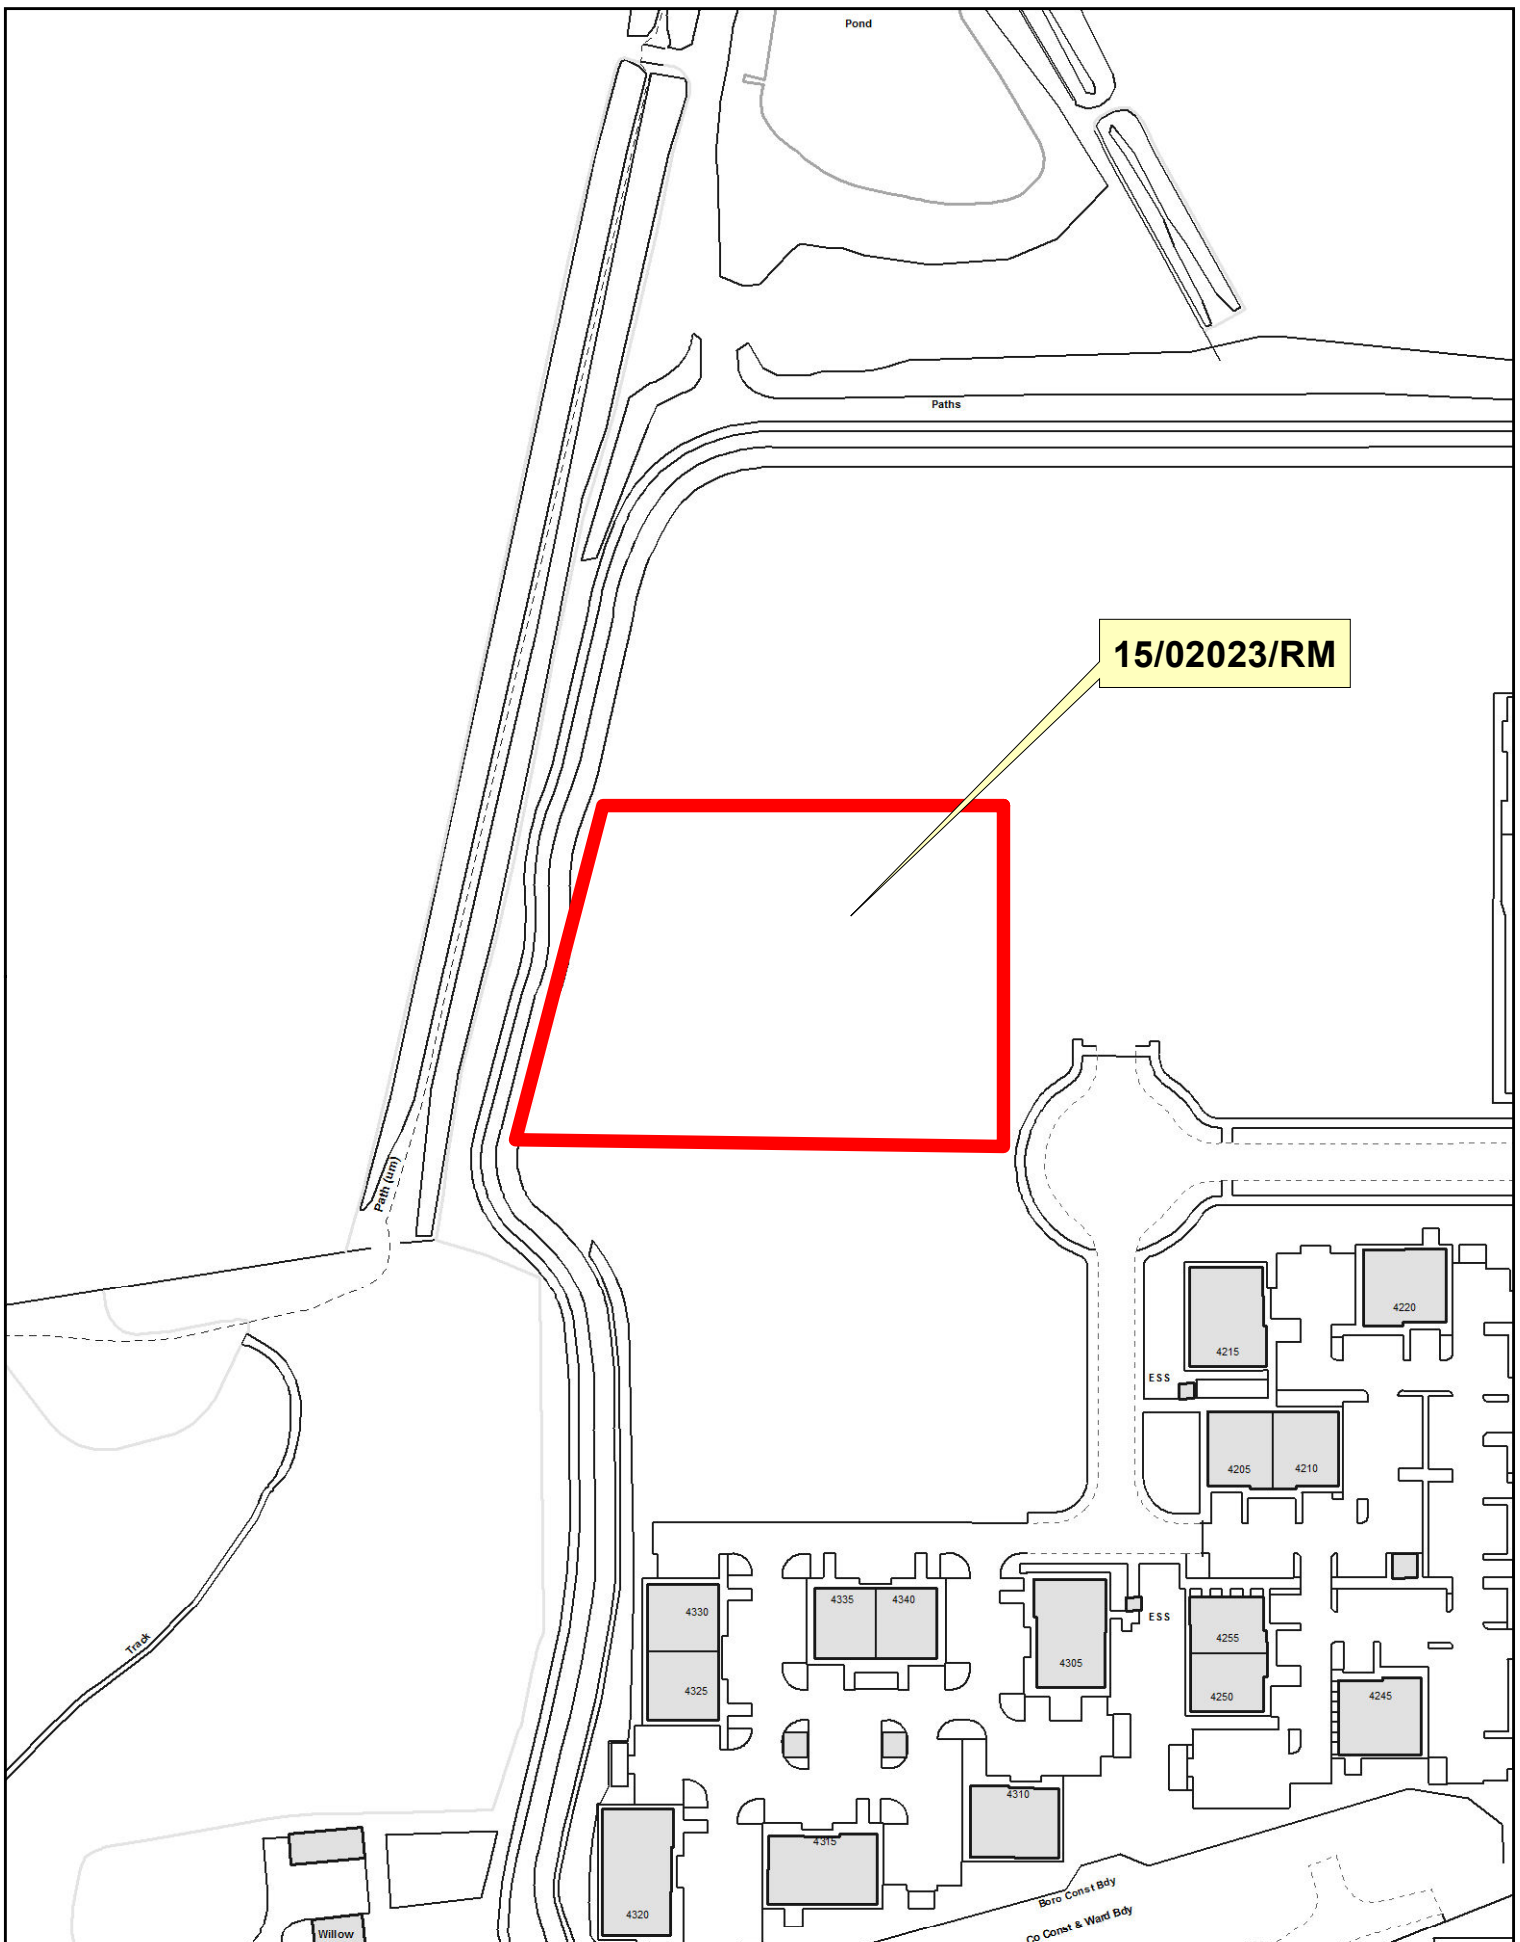 Pond
Paths
15/02023/RM
Path (um)
4220
4215
ESS
4205
4210
4330
4335
4340
ESS
4255
4305
4325
4250
4245
Track
4310
4315
Boro Const Bdy
4320
Co Const & Ward Bdy
Willow